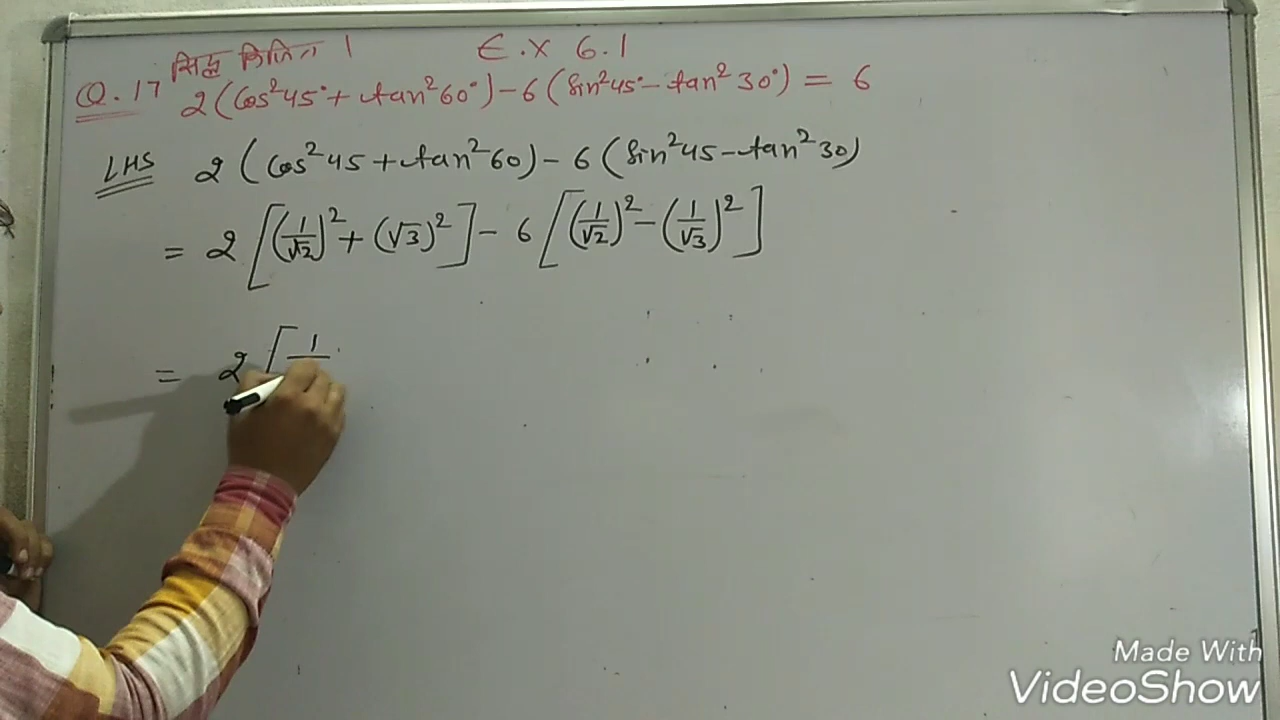 सिद्ध कीजिए । E.X 6.1
Q.17 2(Cos²45°+tan²60°)-6(Sin²45°-tan²30°) = 6
LHS 2(Cos²45+tan²60)-6(Sin²45-tan²30)
= 2[(1/√2)²+(√3)²]-6[(1/√2)²-(1/√3)²]
= 2[1
Made With
VideoShow